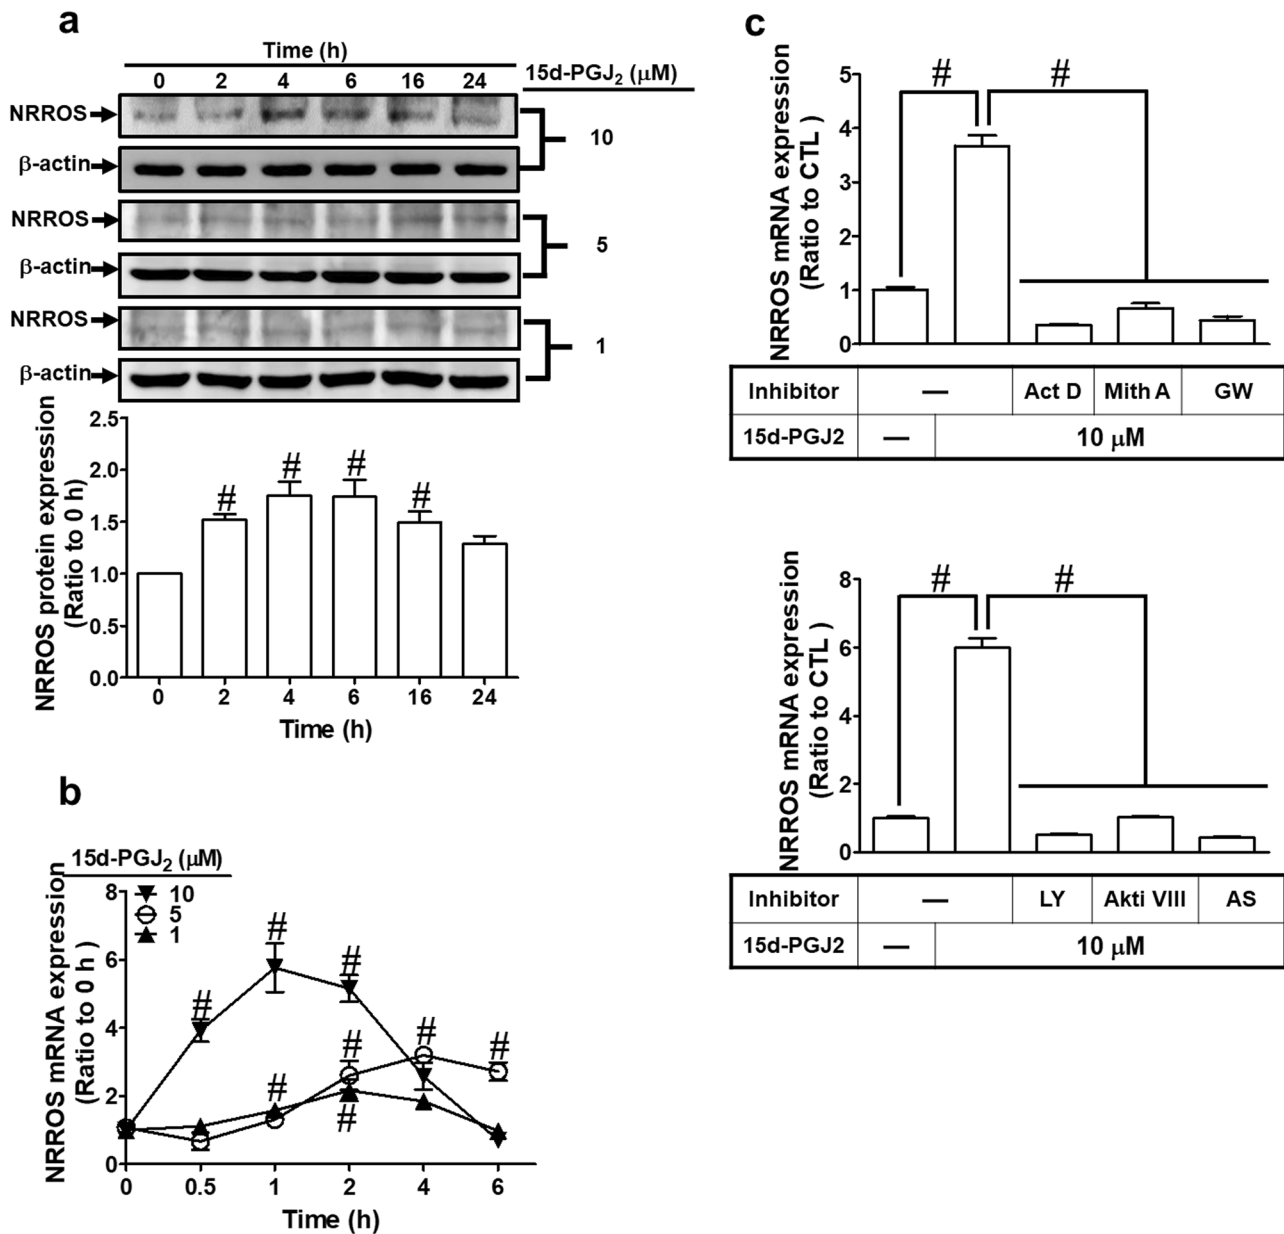 a
Time (h)
0 2 4 6 16 24
15d-PGJ2 (μM)
NRROS
10
β-actin
NRROS
5
β-actin
NRROS
1
β-actin
NRROS protein expression
(Ratio to 0 h)
2.5
2.0
1.5
1.0
0.5
0.0
# # # #
0 2 4 6 16 24
Time (h)
b
15d-PGJ2 (μM)
10
5
1
NRROS mRNA expression
(Ratio to 0 h)
8
6
4
2
0
# # #
# # #
# #
0 0.5 1 2 4 6
Time (h)
c
NRROS mRNA expression
(Ratio to CTL )
5
4
3
2
1
0
# #
Inhibitor — Act D Mith A GW
15d-PGJ2 — 10 μM
NRROS mRNA expression
(Ratio to CTL )
8
6
4
2
0
# #
Inhibitor — LY Akti VIII AS
15d-PGJ2 — 10 μM